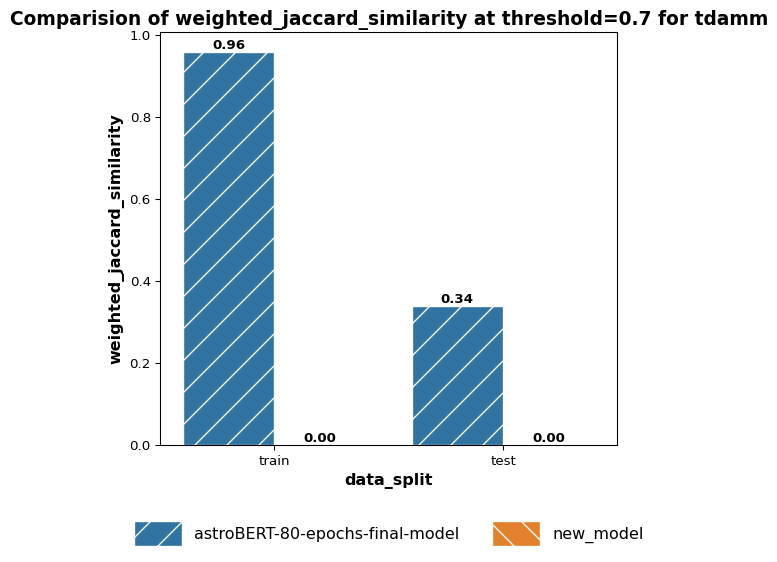 Comparision of weighted_jaccard_similarity at threshold=0.7 for tdamm
weighted_jaccard_similarity
1.0
0.8
0.6
0.4
0.2
0.0
0.96
0.00
0.34
0.00
train
test
data_split
astroBERT-80-epochs-final-model
new_model